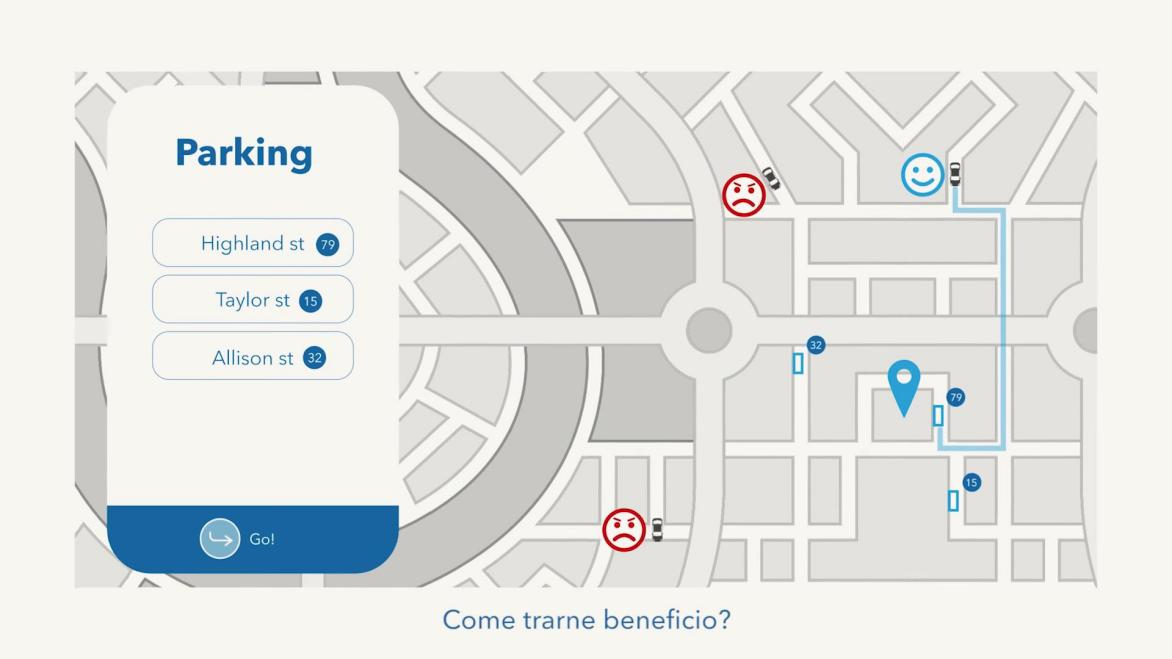 Parking
Highland st 79
Taylor st 15
Allison st 32
Go!
32
79
15
Come trarne beneficio?